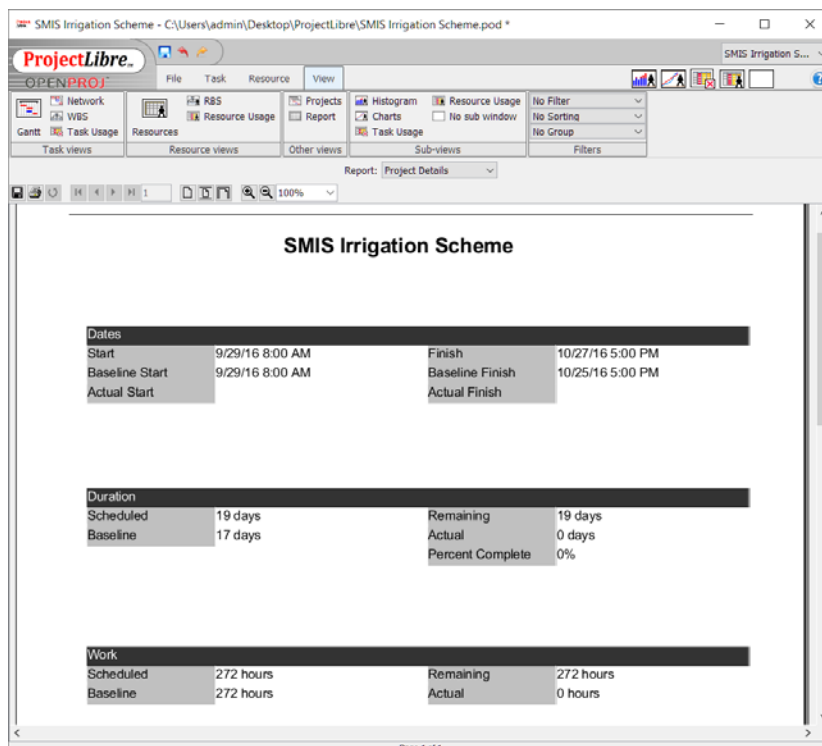 SMIS Irrigation Scheme - C:\Users\admin\Desktop\ProjectLibre\SMIS Irrigation Scheme.pod *
ProjectLibre
OPENPROJ
SMIS Irrigation S...
File Task Resource View
Network RBS Projects Histogram Resource Usage No Filter
WBS Resource Usage Report Charts No sub window No Sorting
Gantt Task Usage Resources Task Usage No Group
Task views Resource views Other views Sub-views Filters
Report: Project Details
1 100%
SMIS Irrigation Scheme
Dates
Start 9/29/16 8:00 AM Finish 10/27/16 5:00 PM
Baseline Start 9/29/16 8:00 AM Baseline Finish 10/25/16 5:00 PM
Actual Start Actual Finish
Duration
Scheduled 19 days Remaining 19 days
Baseline 17 days Actual 0 days
Percent Complete 0%
Work
Scheduled 272 hours Remaining 272 hours
Baseline 272 hours Actual 0 hours